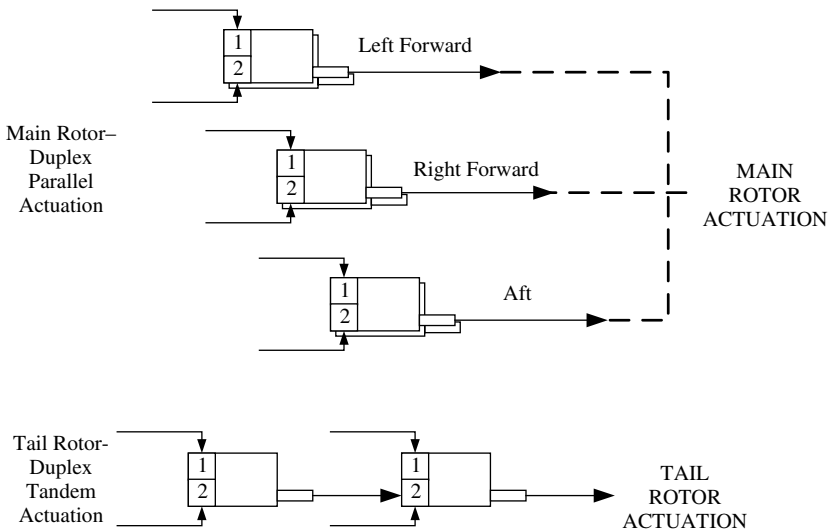 1
2
Left Forward
Main Rotor–
Duplex
Parallel
Actuation
1
2
Right Forward
MAIN
ROTOR
ACTUATION
1
2
Aft
Tail Rotor-
Duplex
Tandem
Actuation
1
2
1
2
TAIL
ROTOR
ACTUATION